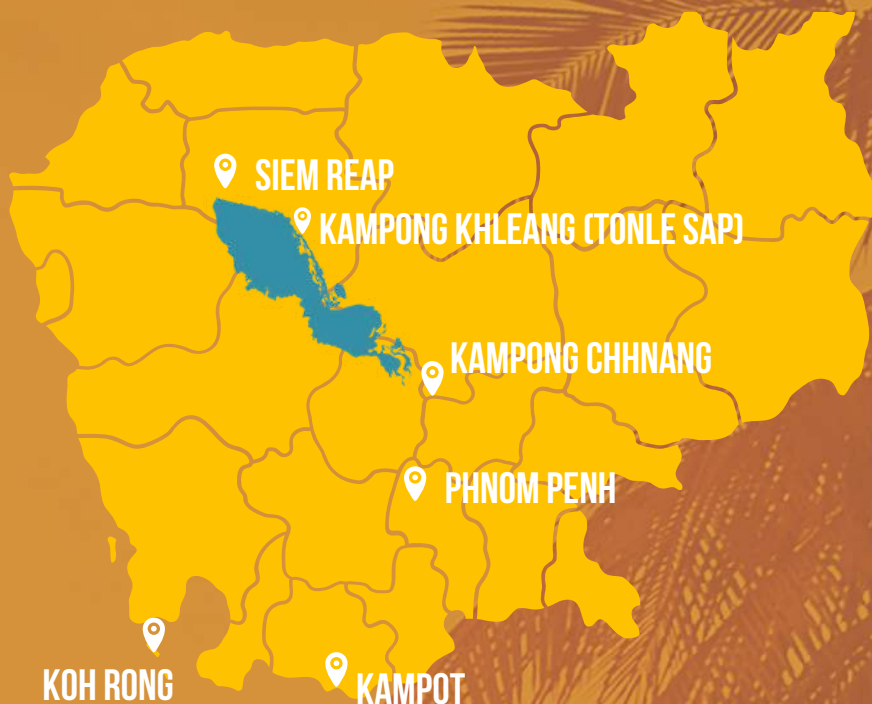 SIEM REAP
KAMPONG KHLEANG (TONLE SAP)
KAMPONG CHHNANG
PHNOM PENH
KOH RONG
KAMPOT